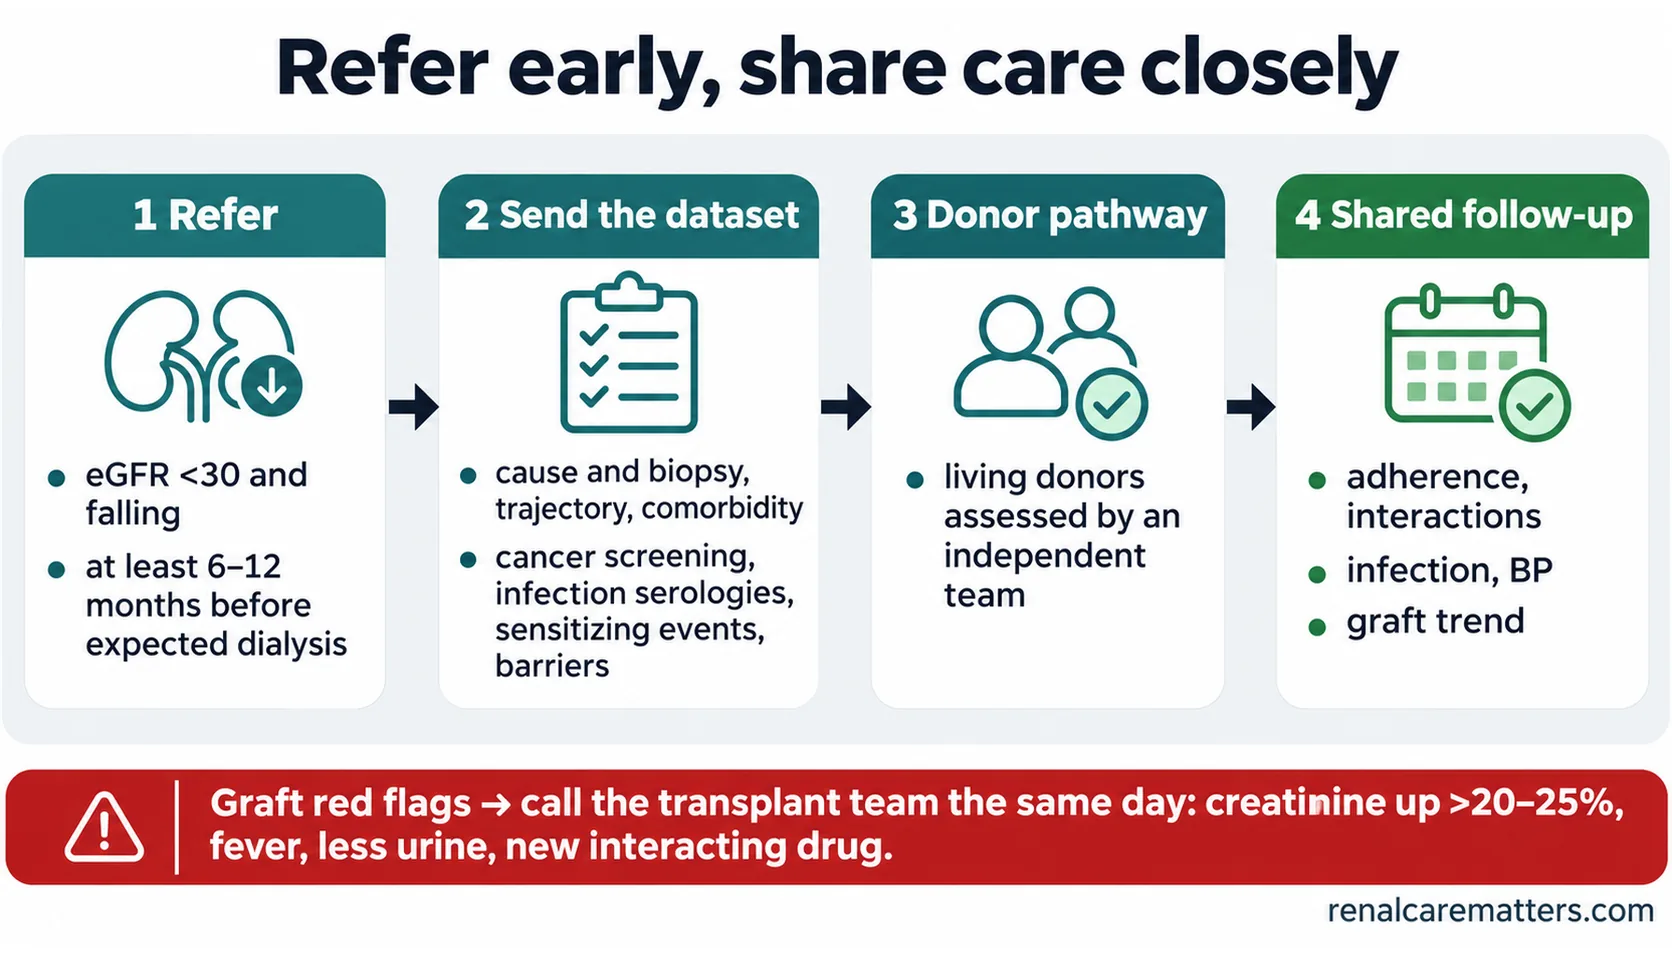 Refer early, share care closely
1 Refer
eGFR <30 and
falling
at least 6–12
months before
expected dialysis
2 Send the dataset
cause and biopsy,
trajectory, comorbidity
cancer screening,
infection serologies,
sensitizing events,
barriers
3 Donor pathway
living donors
assessed by an
independent
team
4 Shared follow-up
adherence,
interactions
infection, BP
graft trend
Graft red flags → call the transplant team the same day: creatinine up >20–25%,
fever, less urine, new interacting drug.
renalcarematters.com